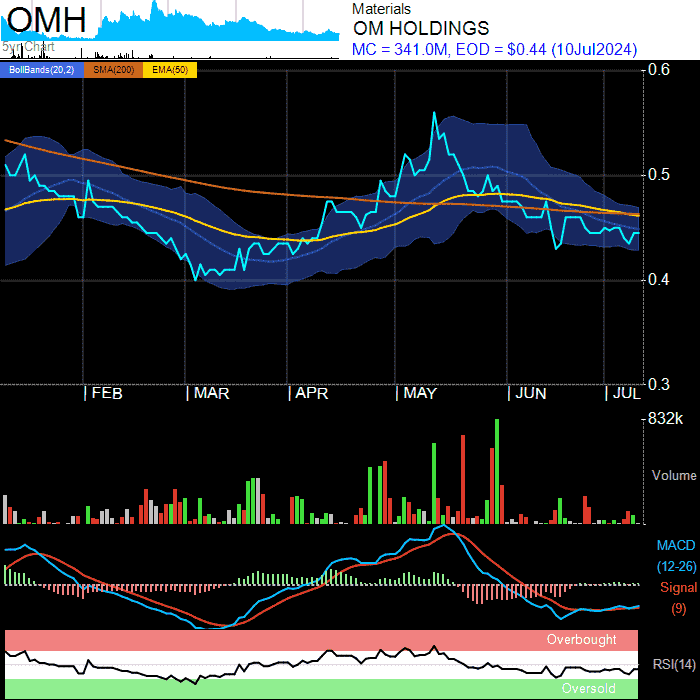 OMH
5yr Chart
Materials
OM HOLDINGS
MC = 341.0M, EOD = $0.44 (10Jul2024)
BollBands(20,2) SMA(200) EMA(50)
0.6
0.5
0.4
0.3
FEB MAR APR MAY JUN JUL
832k
Volume
MACD
(12-26)
Signal
(9)
Overbought
RSI(14)
Oversold